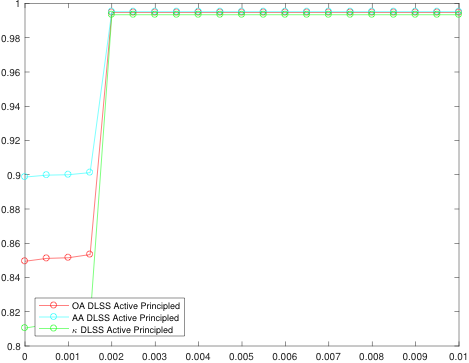 1
0.98
0.96
0.94
0.92
0.9
0.88
0.86
0.84
0.82
0.8
OA DLSS Active Principled
AA DLSS Active Principled
κ DLSS Active Principled
0 0.001 0.002 0.003 0.004 0.005 0.006 0.007 0.008 0.009 0.01